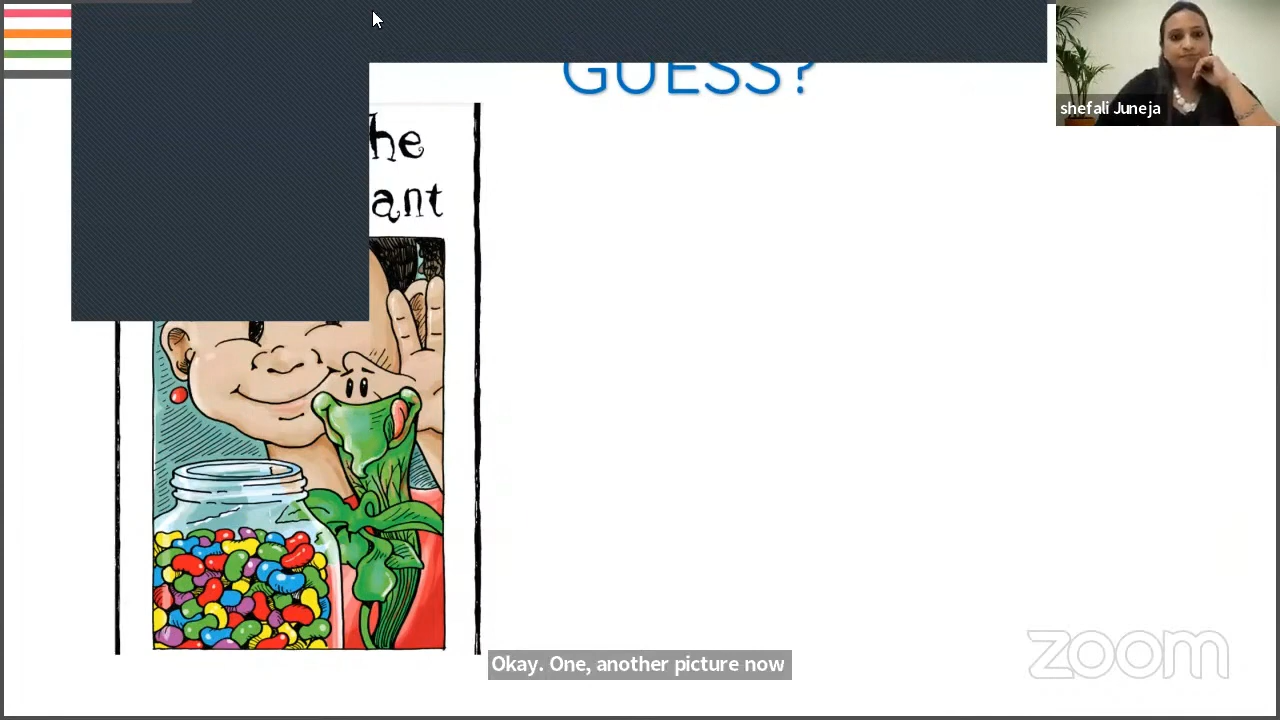 GUESS?
shefali Juneja
he
ant
Okay. One, another picture now
zoom